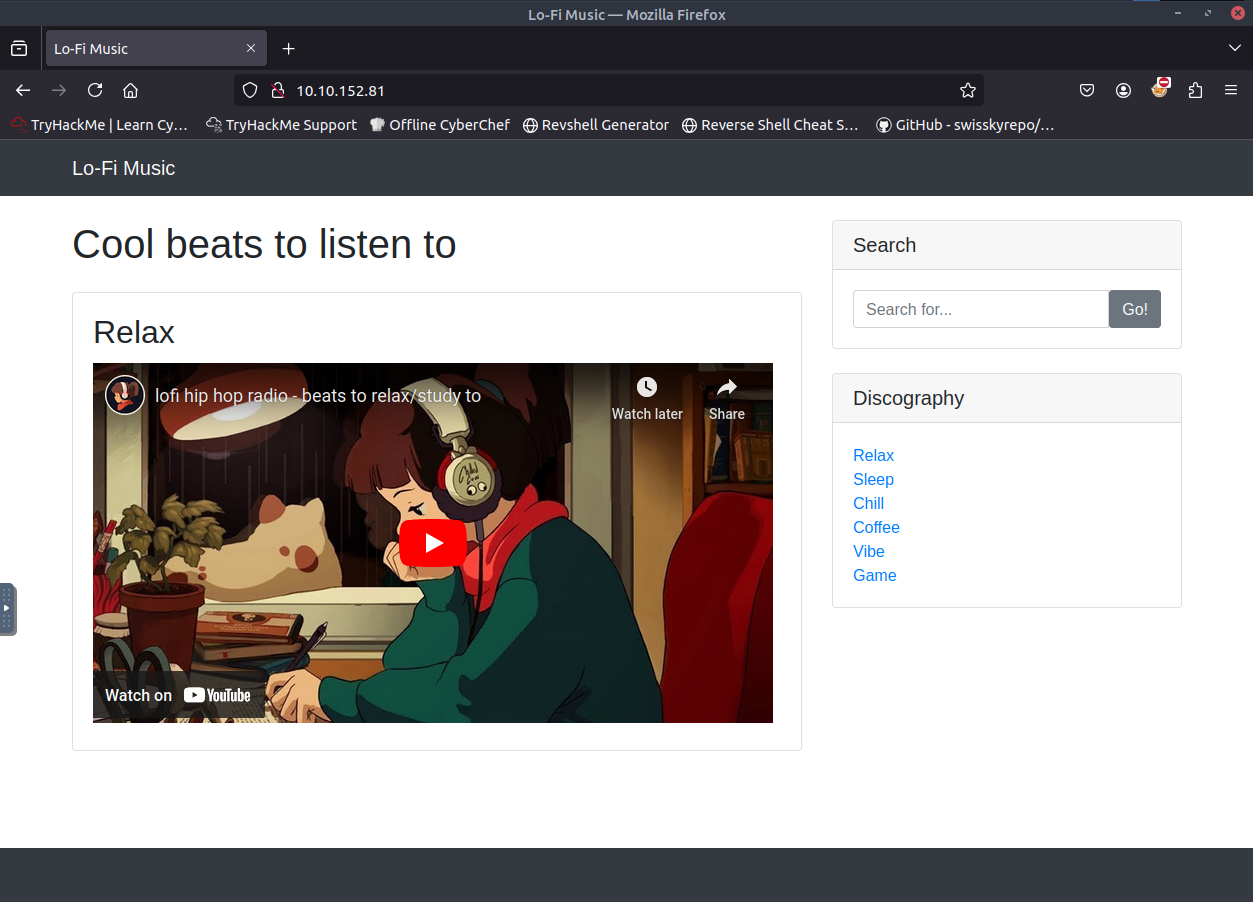 Lo-Fi Music — Mozilla Firefox
Lo-Fi Music
10.10.152.81
TryHackMe | Learn Cy… TryHackMe Support Offline CyberChef Revshell Generator Reverse Shell Cheat S… GitHub - swisskyrepo/…
Lo-Fi Music
Cool beats to listen to
Relax
lofi hip hop radio - beats to relax/study to
Watch later
Share
Watch on YouTube
Search
Search for...
Go!
Discography
Relax
Sleep
Chill
Coffee
Vibe
Game